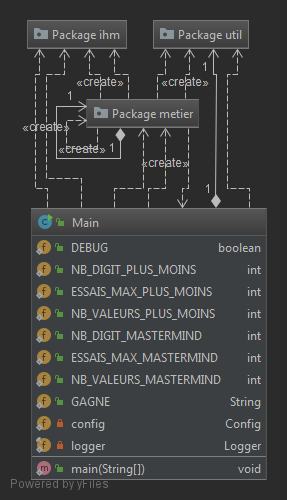 Package ihm
Package util
«create»
1
1
Package metier
«create»
«create»
«create»
1
1
Main
DEBUG boolean
NB_DIGIT_PLUS_MOINS int
ESSAIS_MAX_PLUS_MOINS int
NB_VALEURS_PLUS_MOINS int
NB_DIGIT_MASTERMIND int
ESSAIS_MAX_MASTERMIND int
NB_VALEURS_MASTERMIND int
GAGNE String
config Config
logger Logger
main(String[]) void
Powered by yFiles